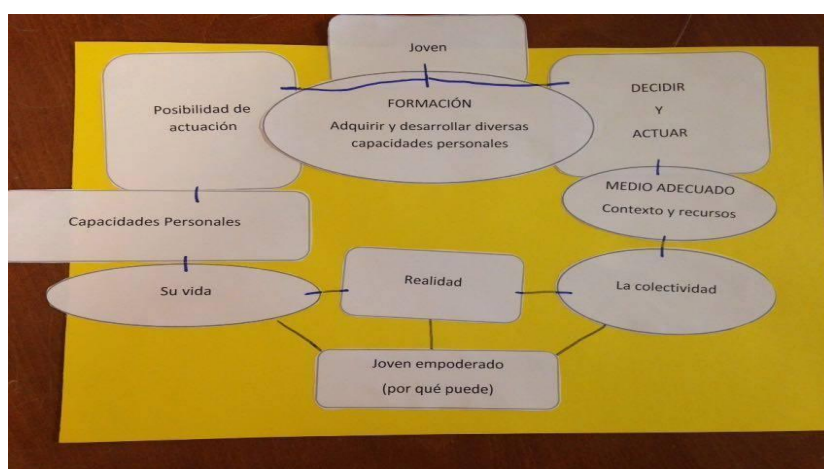 Joven
FORMACIÓN
Adquirir y desarrollar diversas
capacidades personales
Posibilidad de
actuación
DECIDIR
Y
ACTUAR
MEDIO ADECUADO
Contexto y recursos
Capacidades Personales
Su vida
Realidad
La colectividad
Joven empoderado
(por qué puede)